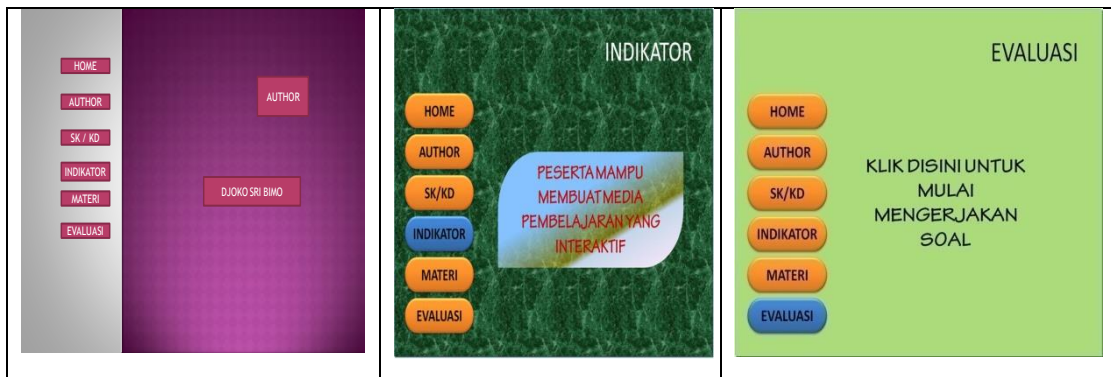 HOME
AUTHOR
SK / KD
INDIKATOR
MATERI
EVALUASI
AUTHOR
DJOKO SRI BIMO
INDIKATOR
HOME
AUTHOR
SK/KD
INDIKATOR
MATERI
EVALUASI
PESERTA MAMPU
MEMBUAT MEDIA
PEMBELAJARAN YANG
INTERAKTIF
EVALUASI
HOME
AUTHOR
SK/KD
INDIKATOR
MATERI
EVALUASI
KLIK DISINI UNTUK
MULAI
MENGERJAKAN
SOAL